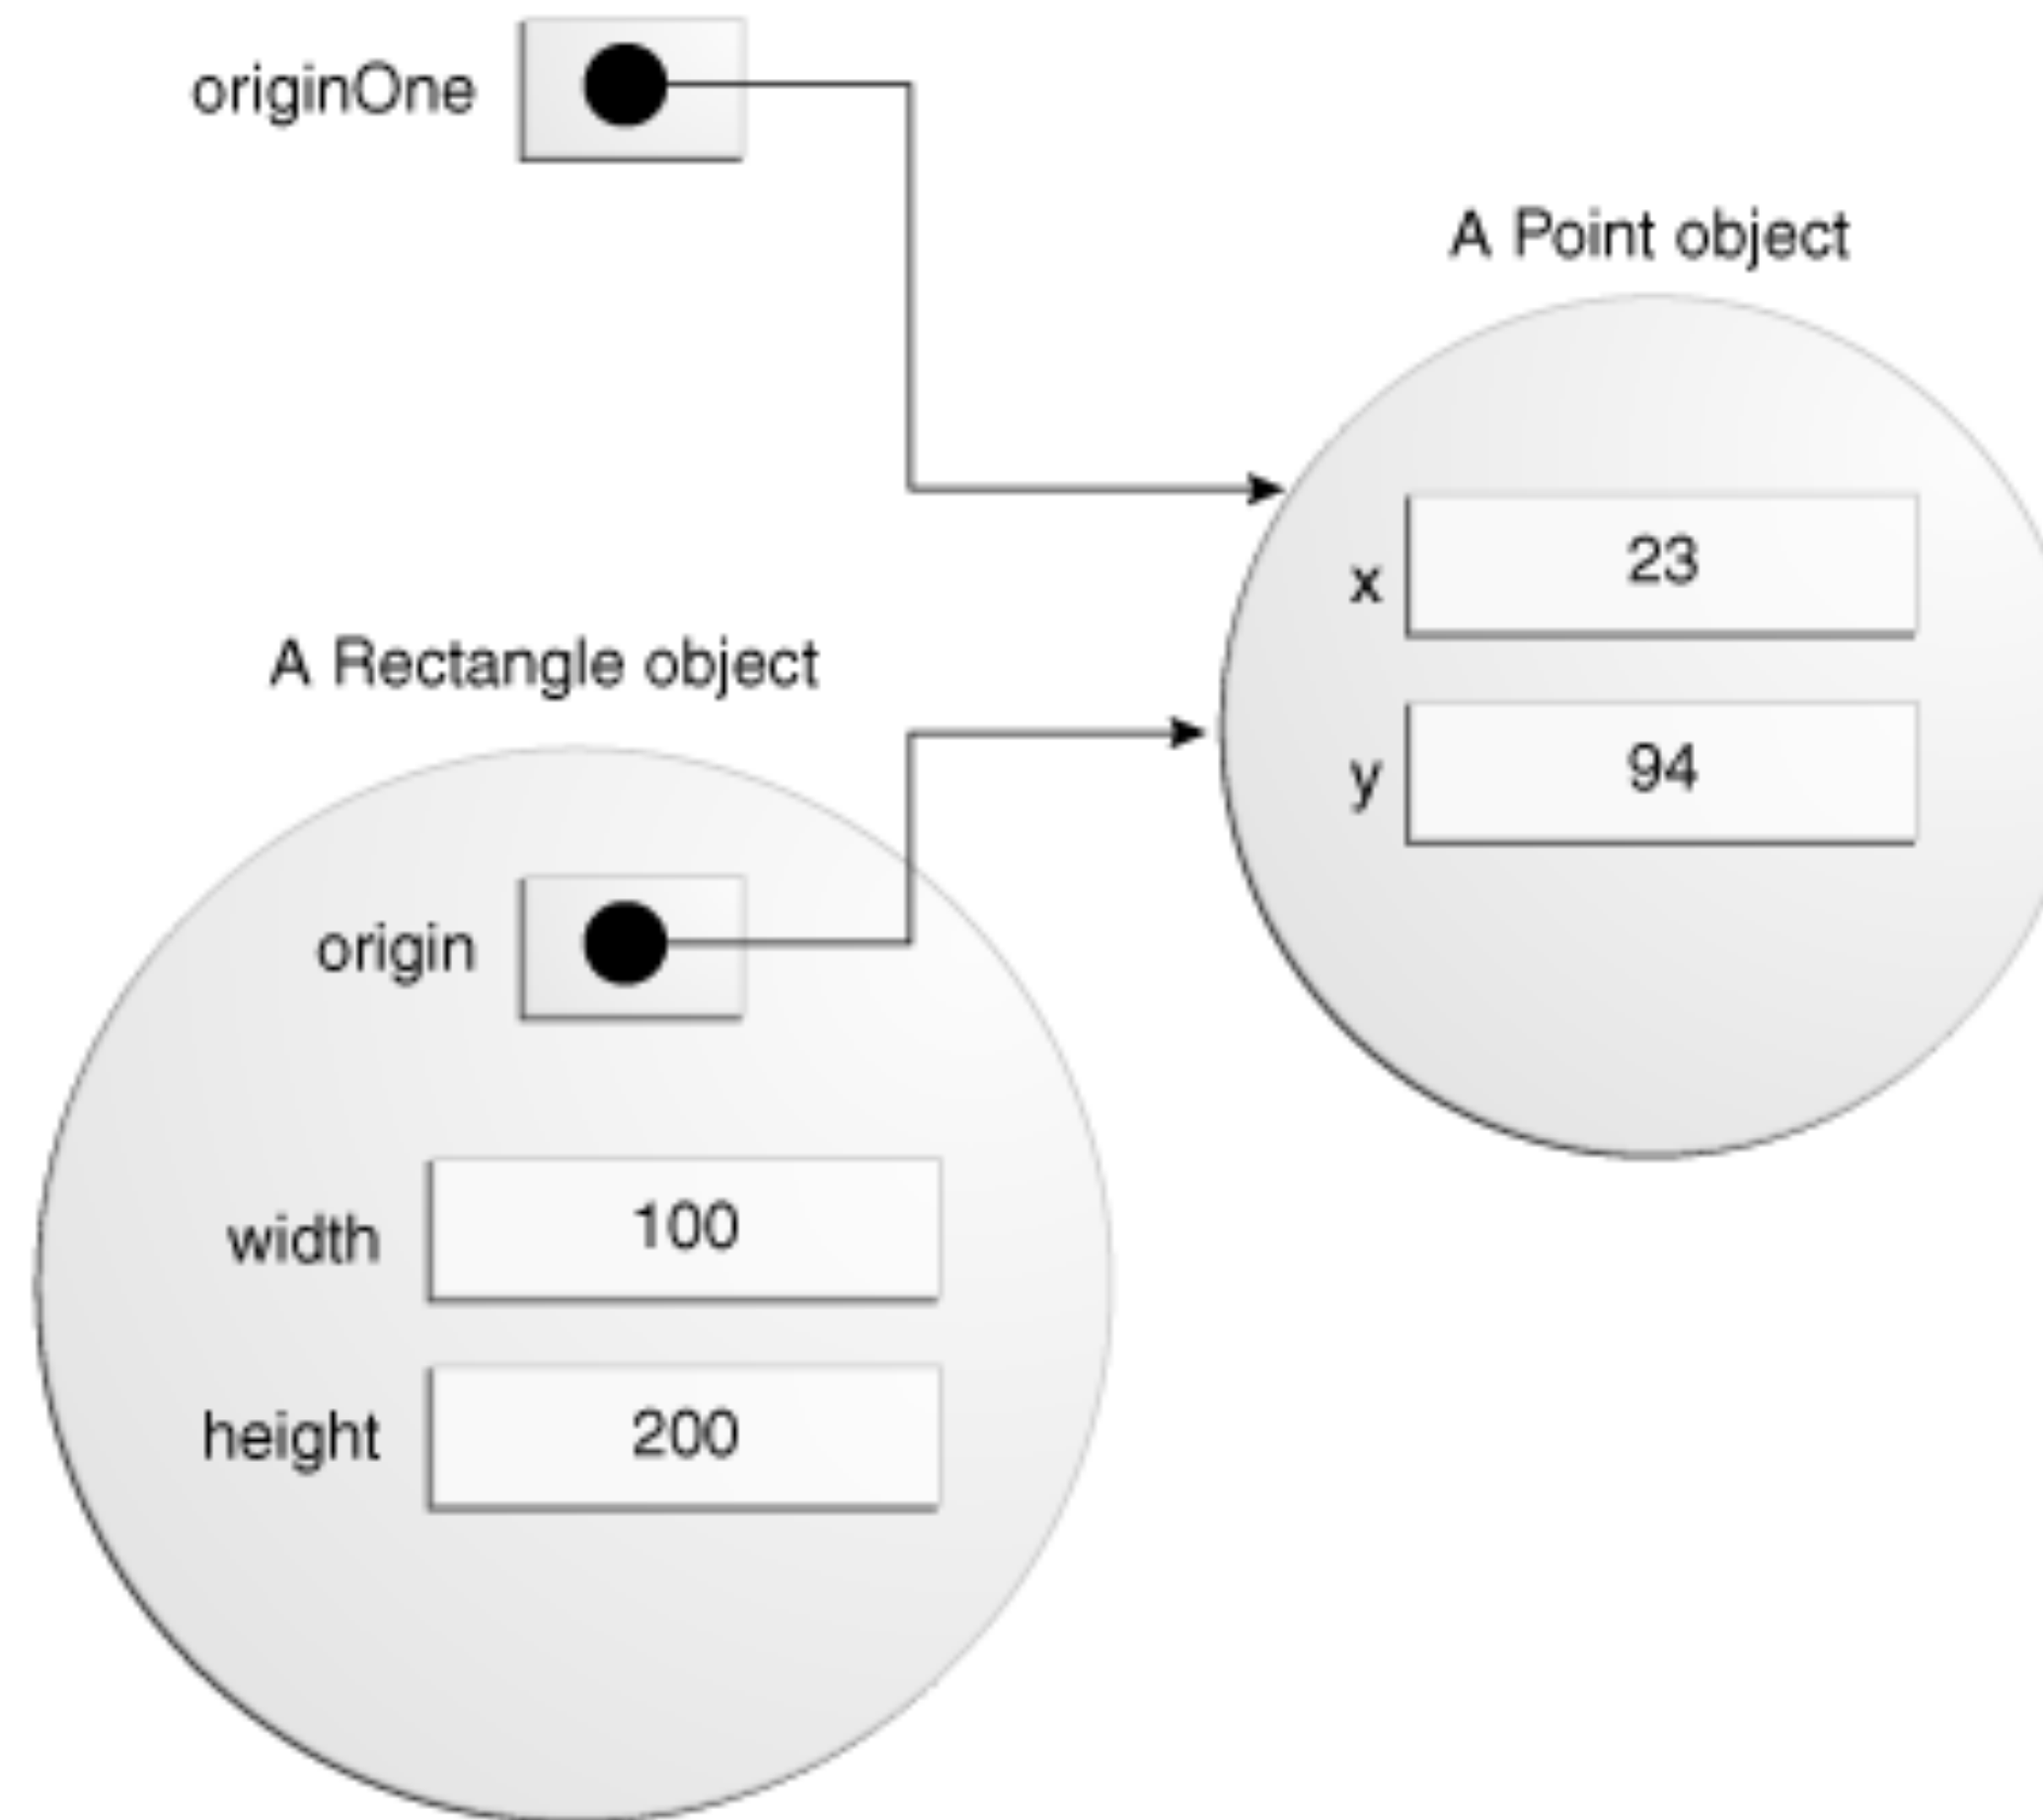 originOne
A Point object
x 23
y 94
A Rectangle object
origin
width 100
height 200